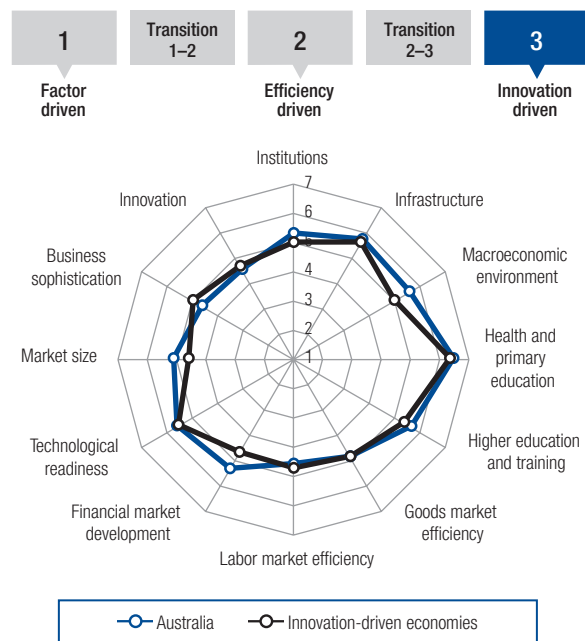 1
Transition
1–2
2
Transition
2–3
3
Factor
driven
Efficiency
driven
Innovation
driven
Institutions
Innovation
7
Infrastructure
6
Business
sophistication
5
Macroeconomic
environment
4
3
2
Market size
1
Health and
primary
education
Technological
readiness
Higher education
and training
Financial market
development
Goods market
efficiency
Labor market efficiency
Australia
Innovation-driven economies